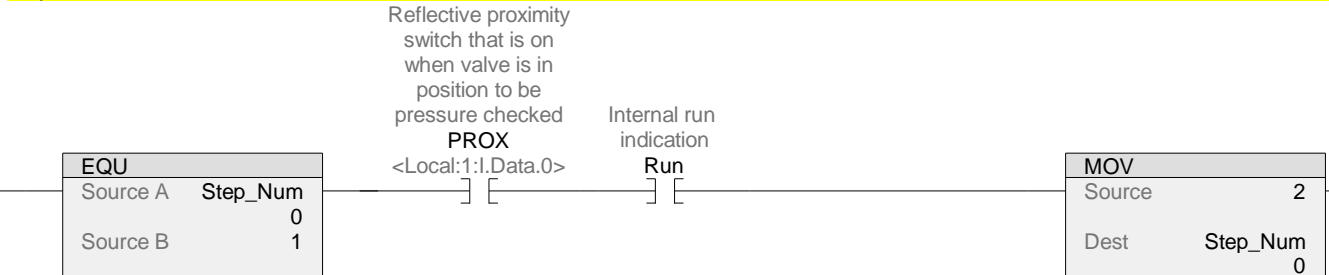 Reflective proximity
switch that is on
when valve is in
position to be
pressure checked
PROX
<Local:1:I.Data.0>
Internal run
indication
Run
EQU
Source A Step_Num
0
Source B 1
MOV
Source 2
Dest Step_Num
0